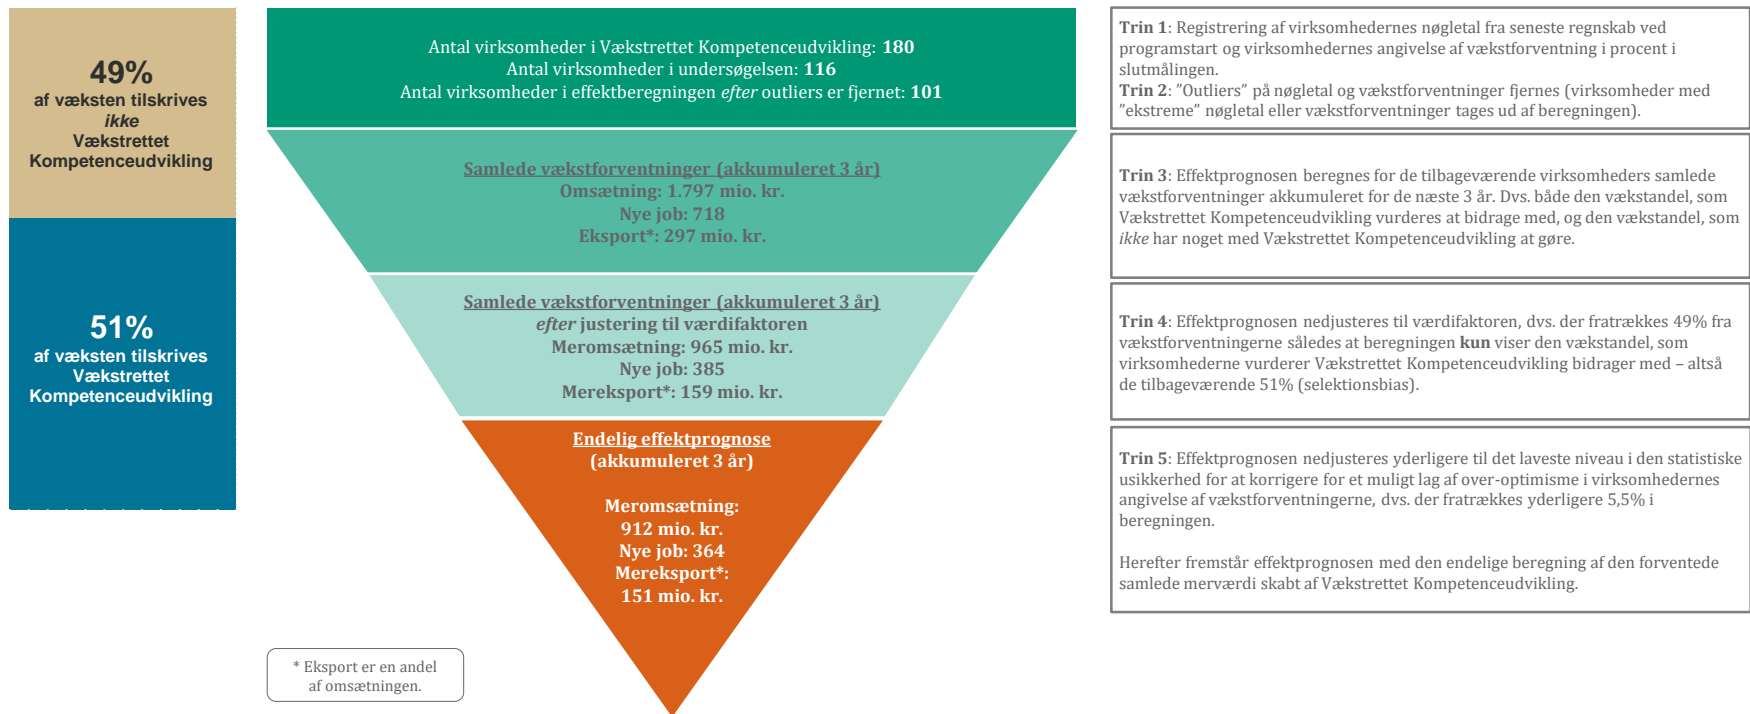 49%
af væksten tilskrives
ikke
Vækstrettet
Kompetenceudvikling
51%
af væksten tilskrives
Vækstrettet
Kompetenceudvikling
Antal virksomheder i Vækstrettet Kompetenceudvikling: 180
Antal virksomheder i undersøgelsen: 116
Antal virksomheder i effektberegningen efter outliers er fjernet: 101
Samlede vækstforventninger (akkumuleret 3 år)
Omsætning: 1.797 mio. kr.
Nye job: 718
Eksport*: 297 mio. kr.
Samlede vækstforventninger (akkumuleret 3 år)
efter justering til værdifaktoren
Meromsætning: 965 mio. kr.
Nye job: 385
Mereksport*: 159 mio. kr.
Endelig effektprognose
(akkumuleret 3 år)
Meromsætning:
912 mio. kr.
Nye job: 364
Mereksport*:
151 mio. kr.
* Eksport er en andel
af omsætningen.
Trin 1: Registrering af virksomhedernes nøgletal fra seneste regnskab ved
programstart og virksomhedernes angivelse af vækstforventning i procent i
slutmålingen.
Trin 2: ”Outliers” på nøgletal og vækstforventninger fjernes (virksomheder med
”ekstreme” nøgletal eller vækstforventninger tages ud af beregningen).
Trin 3: Effektprognosen beregnes for de tilbageværende virksomheders samlede
vækstforventninger akkumuleret for de næste 3 år. Dvs. både den vækstandel, som
Vækstrettet Kompetenceudvikling vurderes at bidrage med, og den vækstandel, som
ikke har noget med Vækstrettet Kompetenceudvikling at gøre.
Trin 4: Effektprognosen nedjusteres til værdifaktoren, dvs. der fratrækkes 49% fra
vækstforventningerne således at beregningen kun viser den vækstandel, som
virksomhederne vurderer Vækstrettet Kompetenceudvikling bidrager med – altså
de tilbageværende 51% (selektionsbias).
Trin 5: Effektprognosen nedjusteres yderligere til det laveste niveau i den statistiske
usikkerhed for at korrigere for et muligt lag af over-optimisme i virksomhedernes
angivelse af vækstforventningerne, dvs. der fratrækkes yderligere 5,5% i
beregningen.
Herefter fremstår effektprognosen med den endelige beregning af den forventede
samlede merværdi skabt af Vækstrettet Kompetenceudvikling.